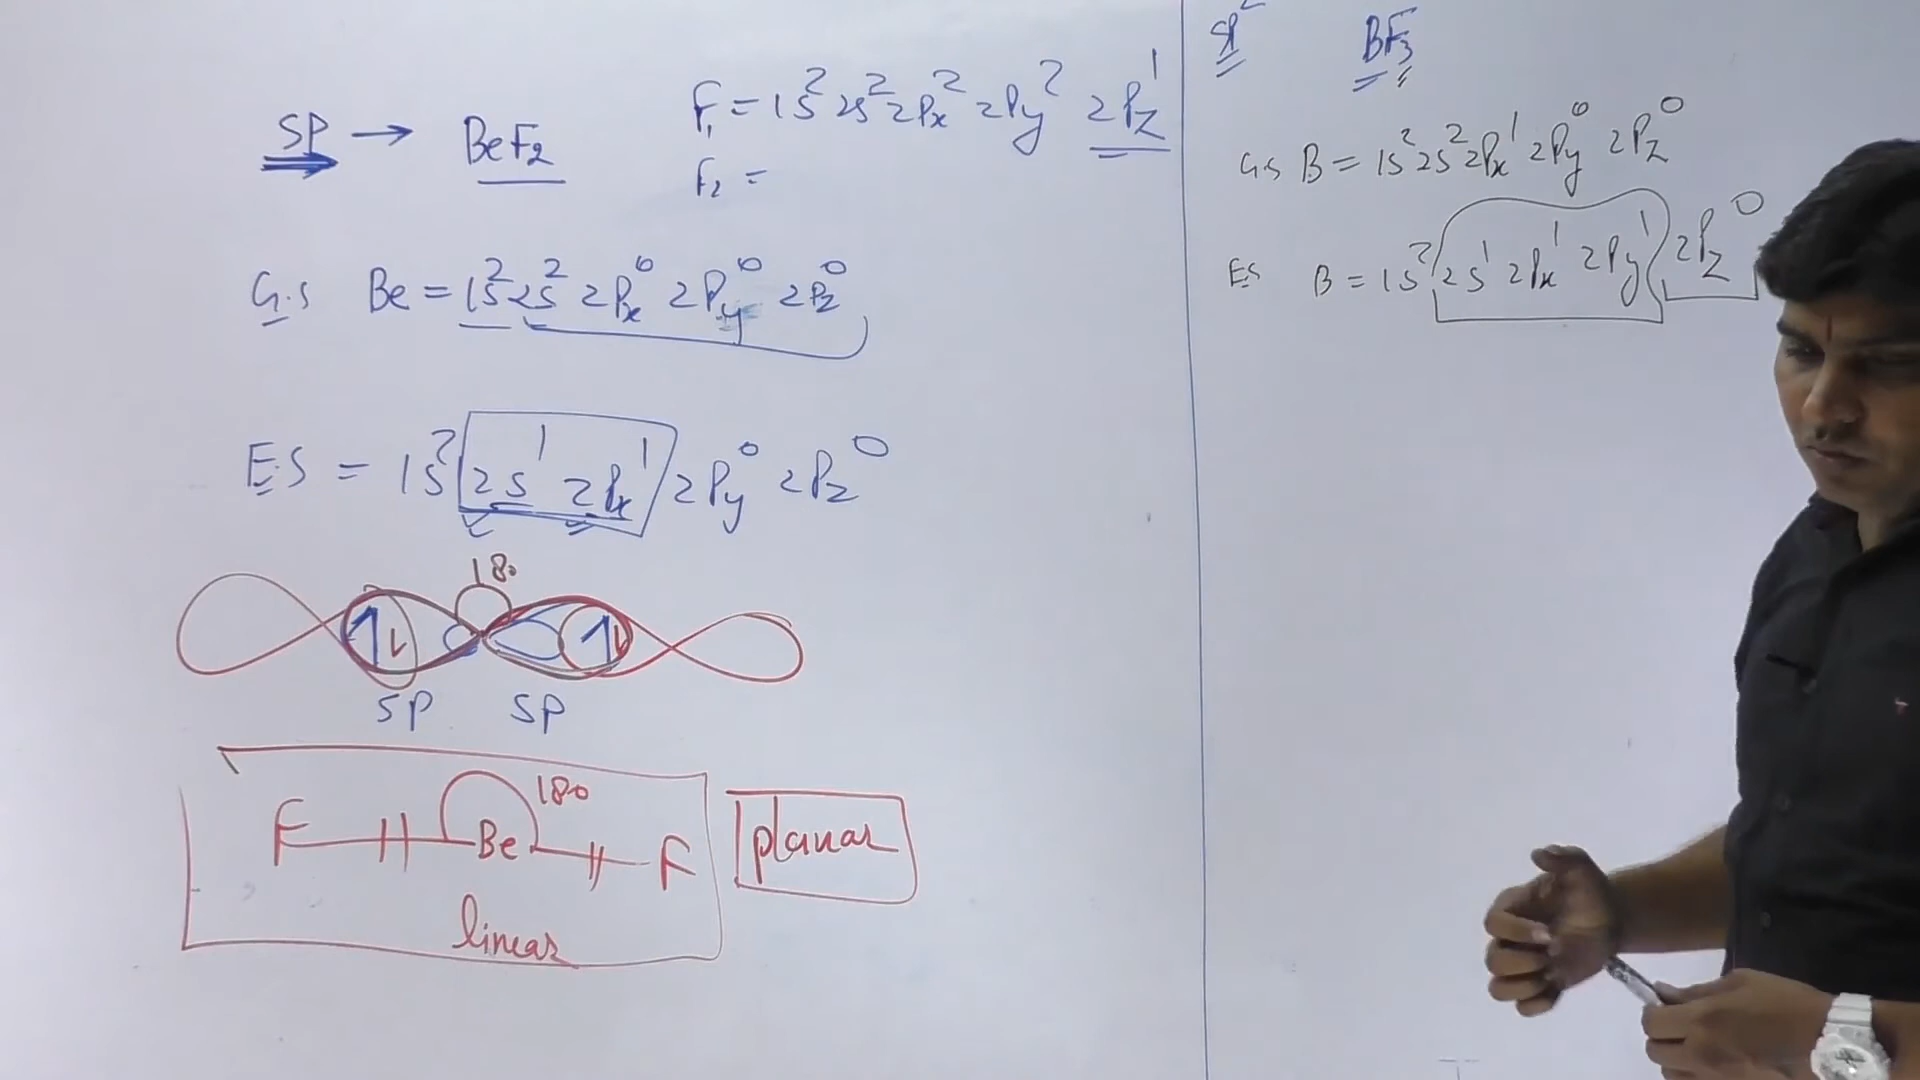 SP → BeF₂
F₁ = 1s² 2s² 2Px² 2Py² 2Pz¹
F₂ =
G.S Be = 1s² 2s² 2Px⁰ 2Py⁰ 2Pz⁰
E.S = 1s² 2s¹ 2Px¹ 2Py⁰ 2Pz⁰
180
SP SP
180
F Be F
linear
planar
SP² BF₃
G.S B = 1s² 2s² 2Px¹ 2Py⁰ 2Pz⁰
ES B = 1s² 2s¹ 2Px¹ 2Py¹ 2Pz⁰